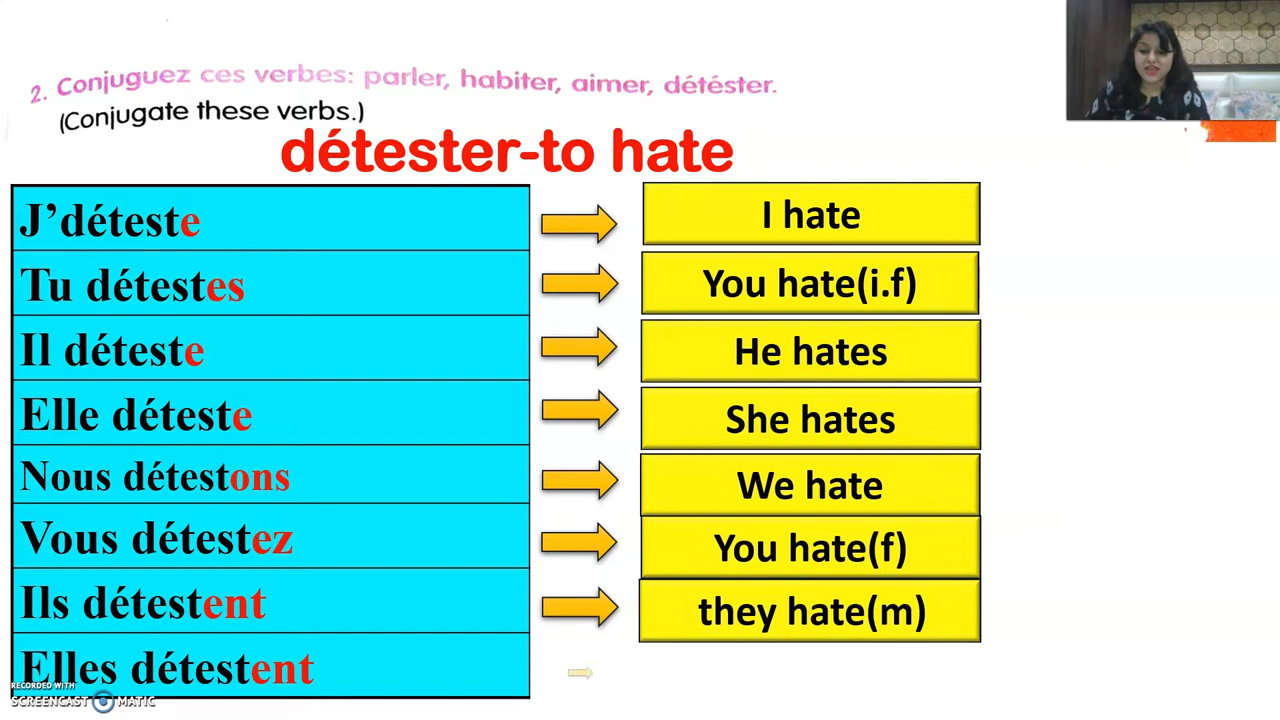 2. Conjuguez ces verbes: parler, habiter, aimer, détéster.
(Conjugate these verbs.)
détester-to hate
J’déteste
I hate
Tu détestes
You hate(i.f)
Il déteste
He hates
Elle déteste
She hates
Nous détestons
We hate
Vous détestez
You hate(f)
Ils détestent
they hate(m)
Elles détestent
RECORDED WITH
SCREENCAST MATIC